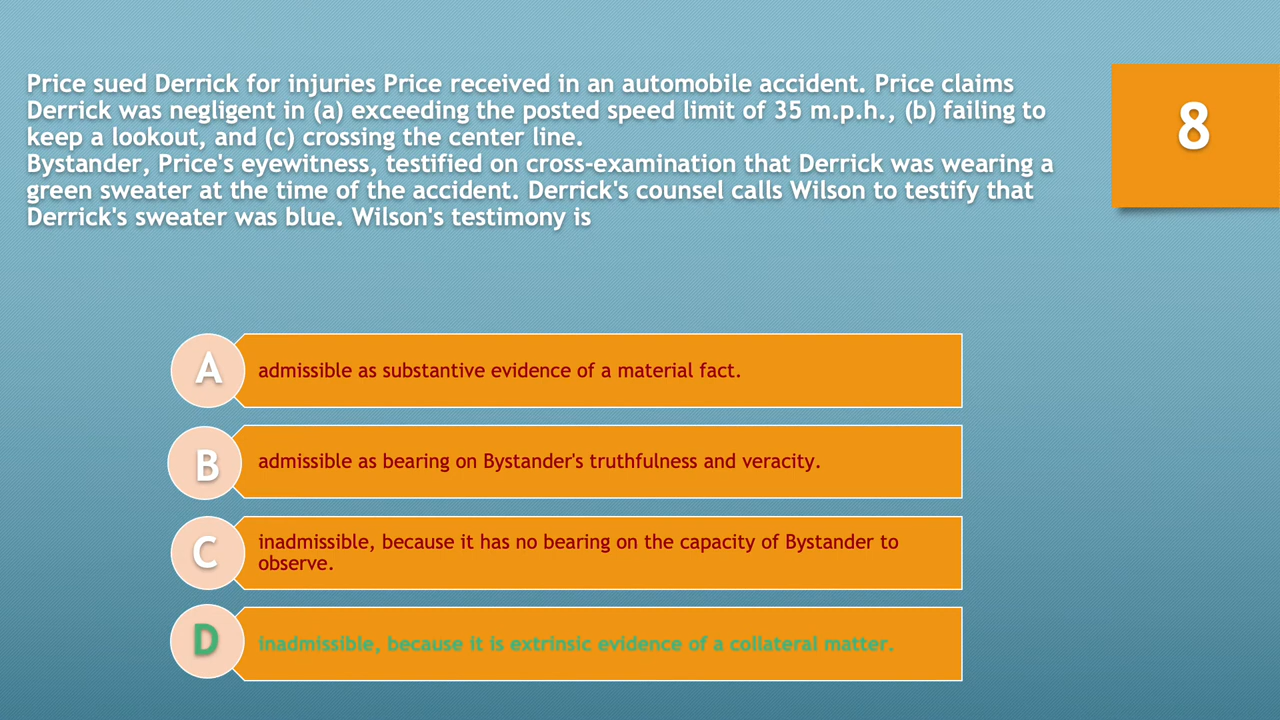 Price sued Derrick for injuries Price received in an automobile accident. Price claims
Derrick was negligent in (a) exceeding the posted speed limit of 35 m.p.h., (b) failing to
keep a lookout, and (c) crossing the center line.
Bystander, Price's eyewitness, testified on cross-examination that Derrick was wearing a
green sweater at the time of the accident. Derrick's counsel calls Wilson to testify that
Derrick's sweater was blue. Wilson's testimony is
8
A
admissible as substantive evidence of a material fact.
B
admissible as bearing on Bystander's truthfulness and veracity.
C
inadmissible, because it has no bearing on the capacity of Bystander to
observe.
D
inadmissible, because it is extrinsic evidence of a collateral matter.